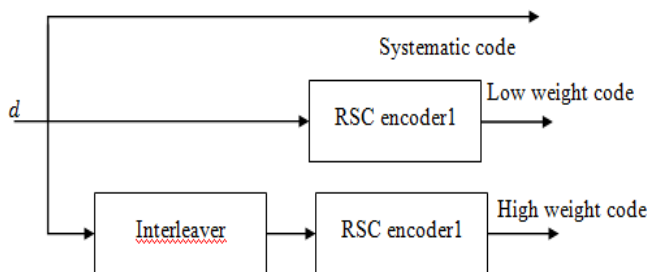 Systematic code
Low weight code
d
RSC encoder1
High weight code
Interleaver
RSC encoder1